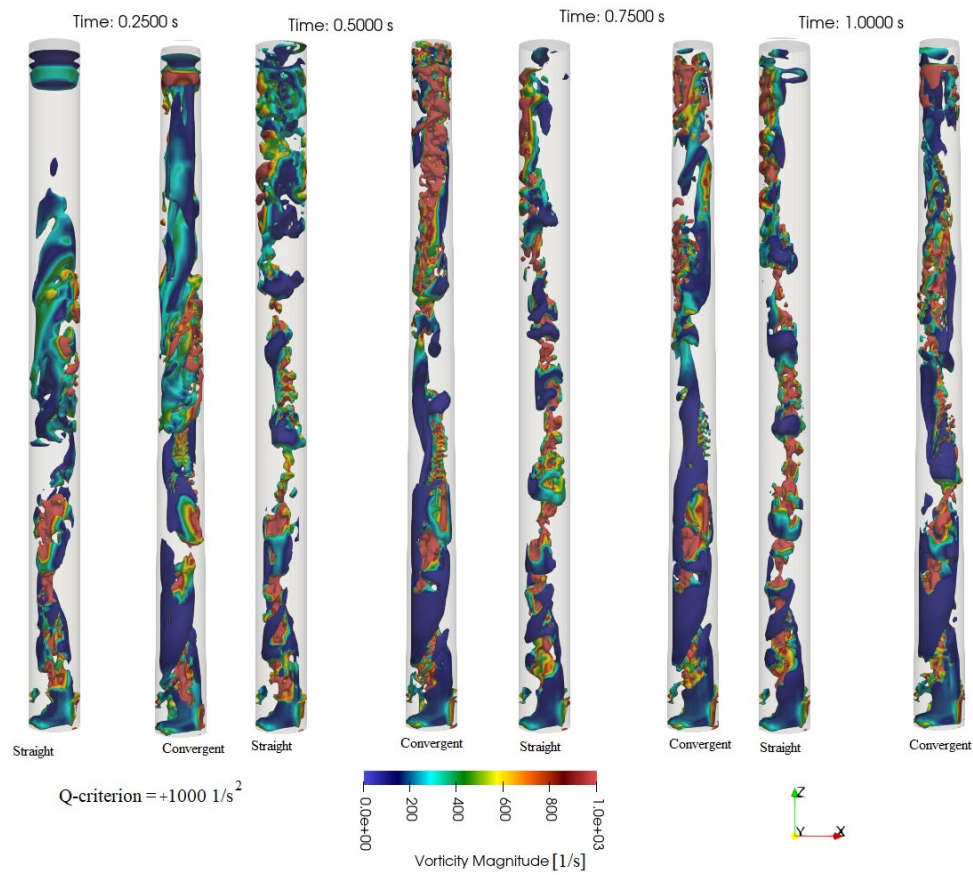 Time: 0.2500 s
Time: 0.5000 s
Time: 0.7500 s
Time: 1.0000 s
Straight
Convergent
Straight
Convergent
Straight
Convergent
Straight
Convergent
Q-criterion = +1000 1/s²
0.0e+00
200
400
600
800
1.0e+03
Vorticity Magnitude [1/s]
Z
Y
X